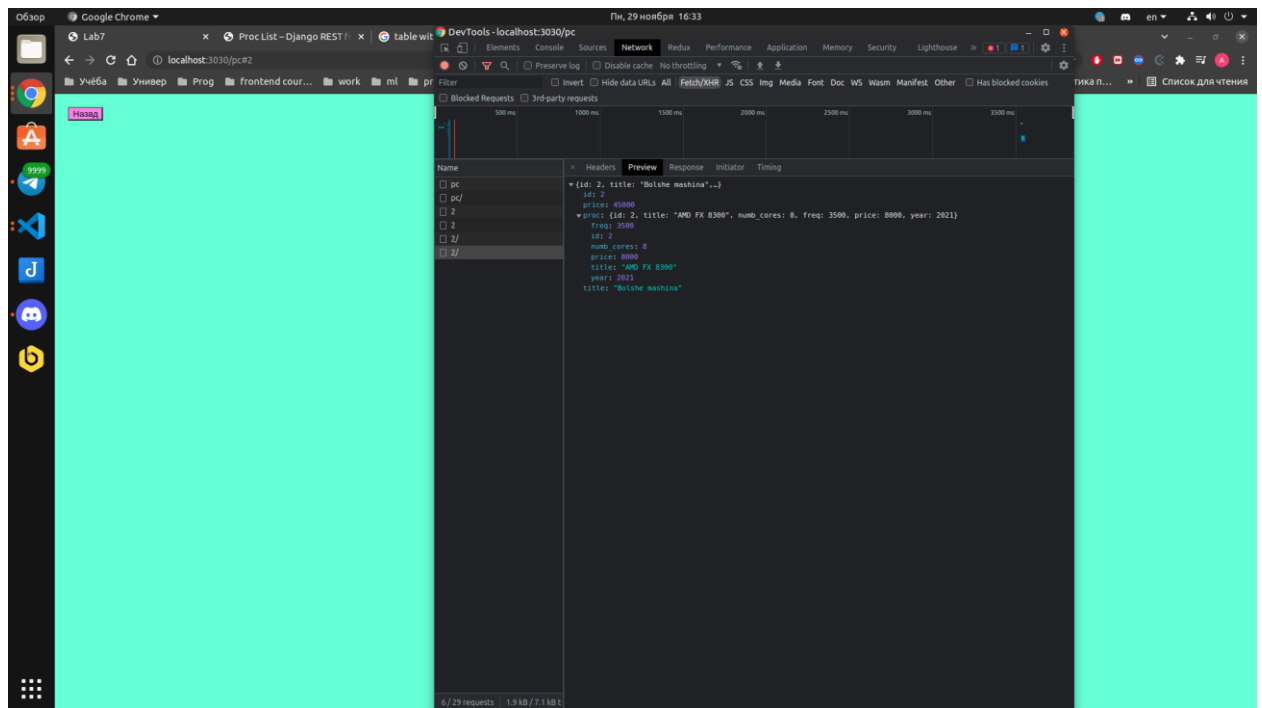 Обзор Google Chrome Пн, 29 ноября 16:33 en
Lab7 Proc List – Django REST fr table wit
DevTools - localhost:3030/pc
Elements Console Sources Network Redux Performance Application Memory Security Lighthouse » 1 1
localhost:3030/pc#2
Preserve log Disable cache No throttling
Учёба Универ Prog frontend cour... work ml pr
Filter Invert Hide data URLs All Fetch/XHR JS CSS Img Media Font Doc WS Wasm Manifest Other Has blocked cookies
тика п... » Список для чтения
Blocked Requests 3rd-party requests
Назад
500 ms 1000 ms 1500 ms 2000 ms 2500 ms 3000 ms 3500 ms
9999
Name × Headers Preview Response Initiator Timing
pc
pc/
2
2
2/
2/
{id: 2, title: "Bolshe mashina",…}
id: 2
price: 45000
proc: {id: 2, title: "AMD FX 8300", numb_cores: 8, freq: 3500, price: 8000, year: 2021}
freq: 3500
id: 2
numb_cores: 8
price: 8000
title: "AMD FX 8300"
year: 2021
title: "Bolshe mashina"
6 / 29 requests 1.9 kB / 7.1 kB t